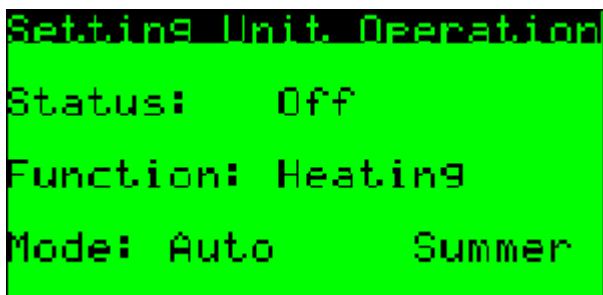 Setting Unit Operation
Status: Off
Function: Heating
Mode: Auto Summer